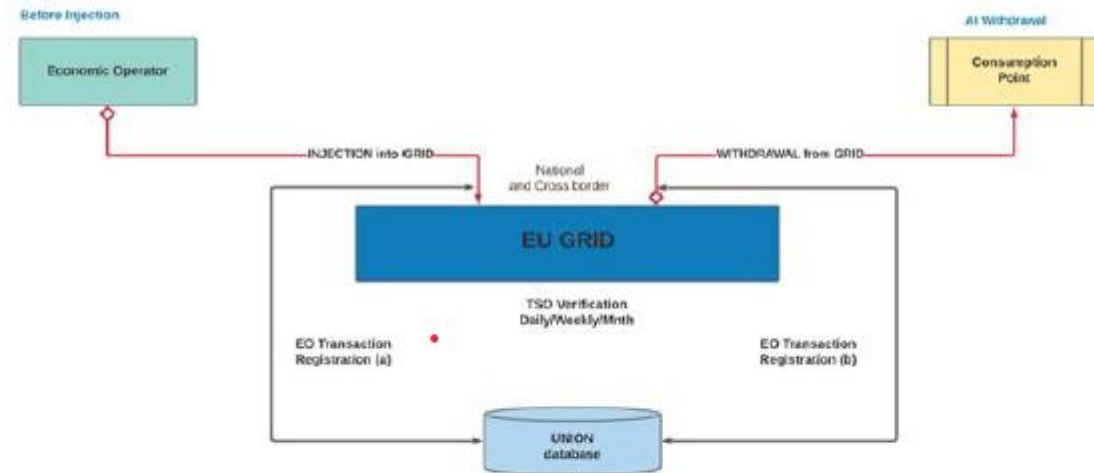 Before Injection
At Withdrawal
Economic Operator
Consumption
Point
INJECTION into GRID
WITHDRAWAL from GRID
National
and Cross border
EU GRID
TSO Verification
Daily/Weekly/Mnth
EO Transaction
Registration (a)
EO Transaction
Registration (b)
UNION
database